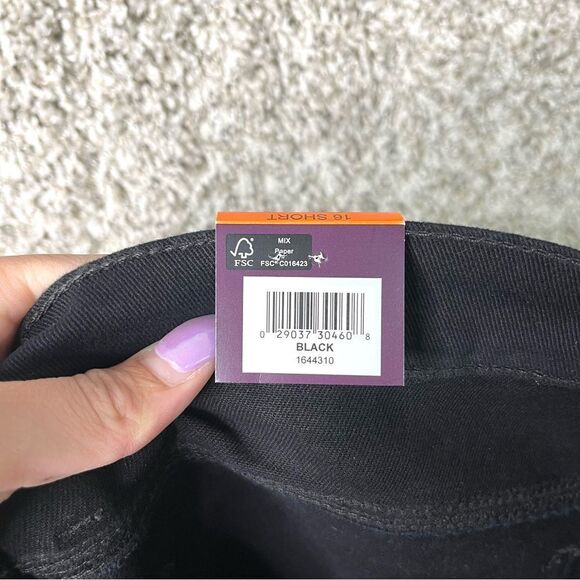 16 SHORT
FSC
MIX
Paper
FSC® C016423
0 29037 30460 8
BLACK
1644310